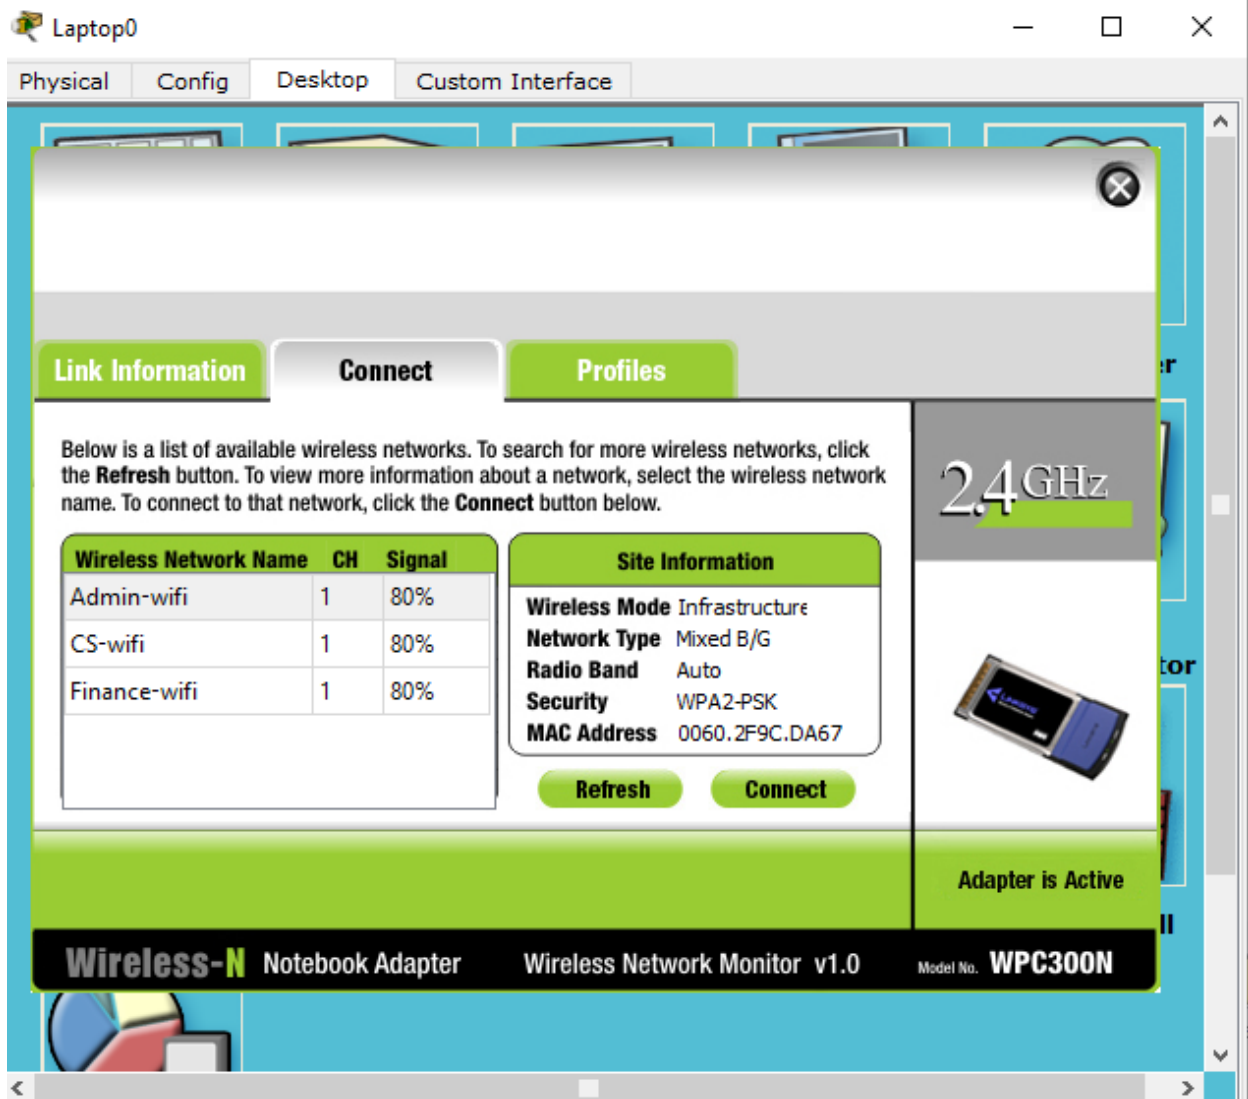 Laptop0
Physical Config Desktop Custom Interface
Link Information Connect Profiles
Below is a list of available wireless networks. To search for more wireless networks, click
the Refresh button. To view more information about a network, select the wireless network
name. To connect to that network, click the Connect button below.
2.4 GHz
Wireless Network Name CH Signal
Admin-wifi 1 80%
CS-wifi 1 80%
Finance-wifi 1 80%
Site Information
Wireless Mode Infrastructure
Network Type Mixed B/G
Radio Band Auto
Security WPA2-PSK
MAC Address 0060.2F9C.DA67
Refresh Connect
LINKSYS
Adapter is Active
Wireless-N Notebook Adapter Wireless Network Monitor v1.0 Model No. WPC300N